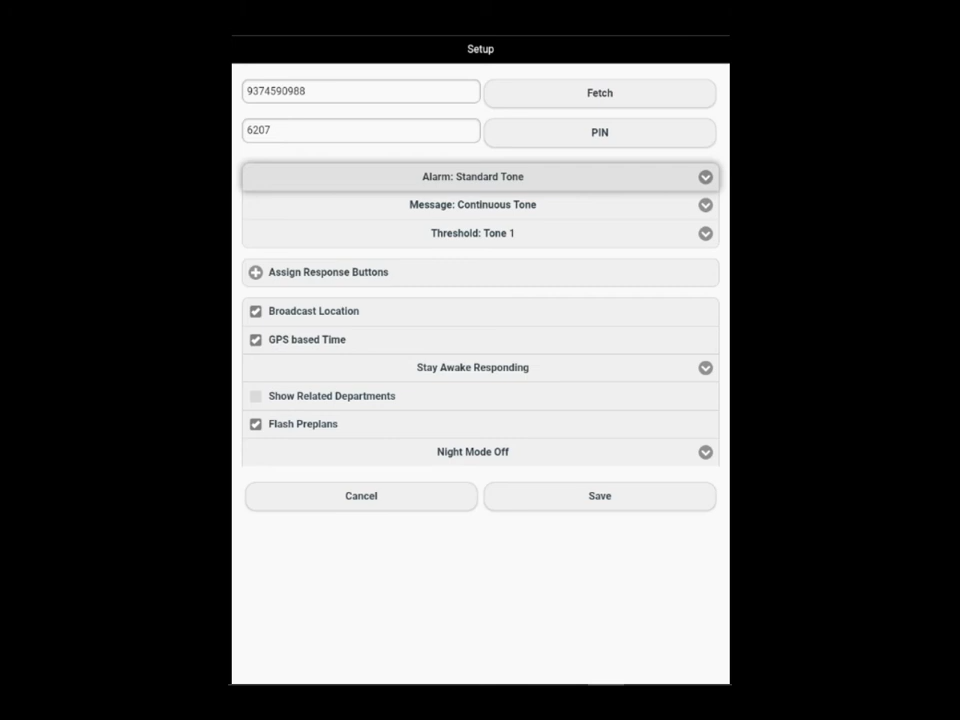 Setup
9374590988
Fetch
6207
PIN
Alarm: Standard Tone
Message: Continuous Tone
Threshold: Tone 1
Assign Response Buttons
Broadcast Location
GPS based Time
Stay Awake Responding
Show Related Departments
Flash Preplans
Night Mode Off
Cancel
Save